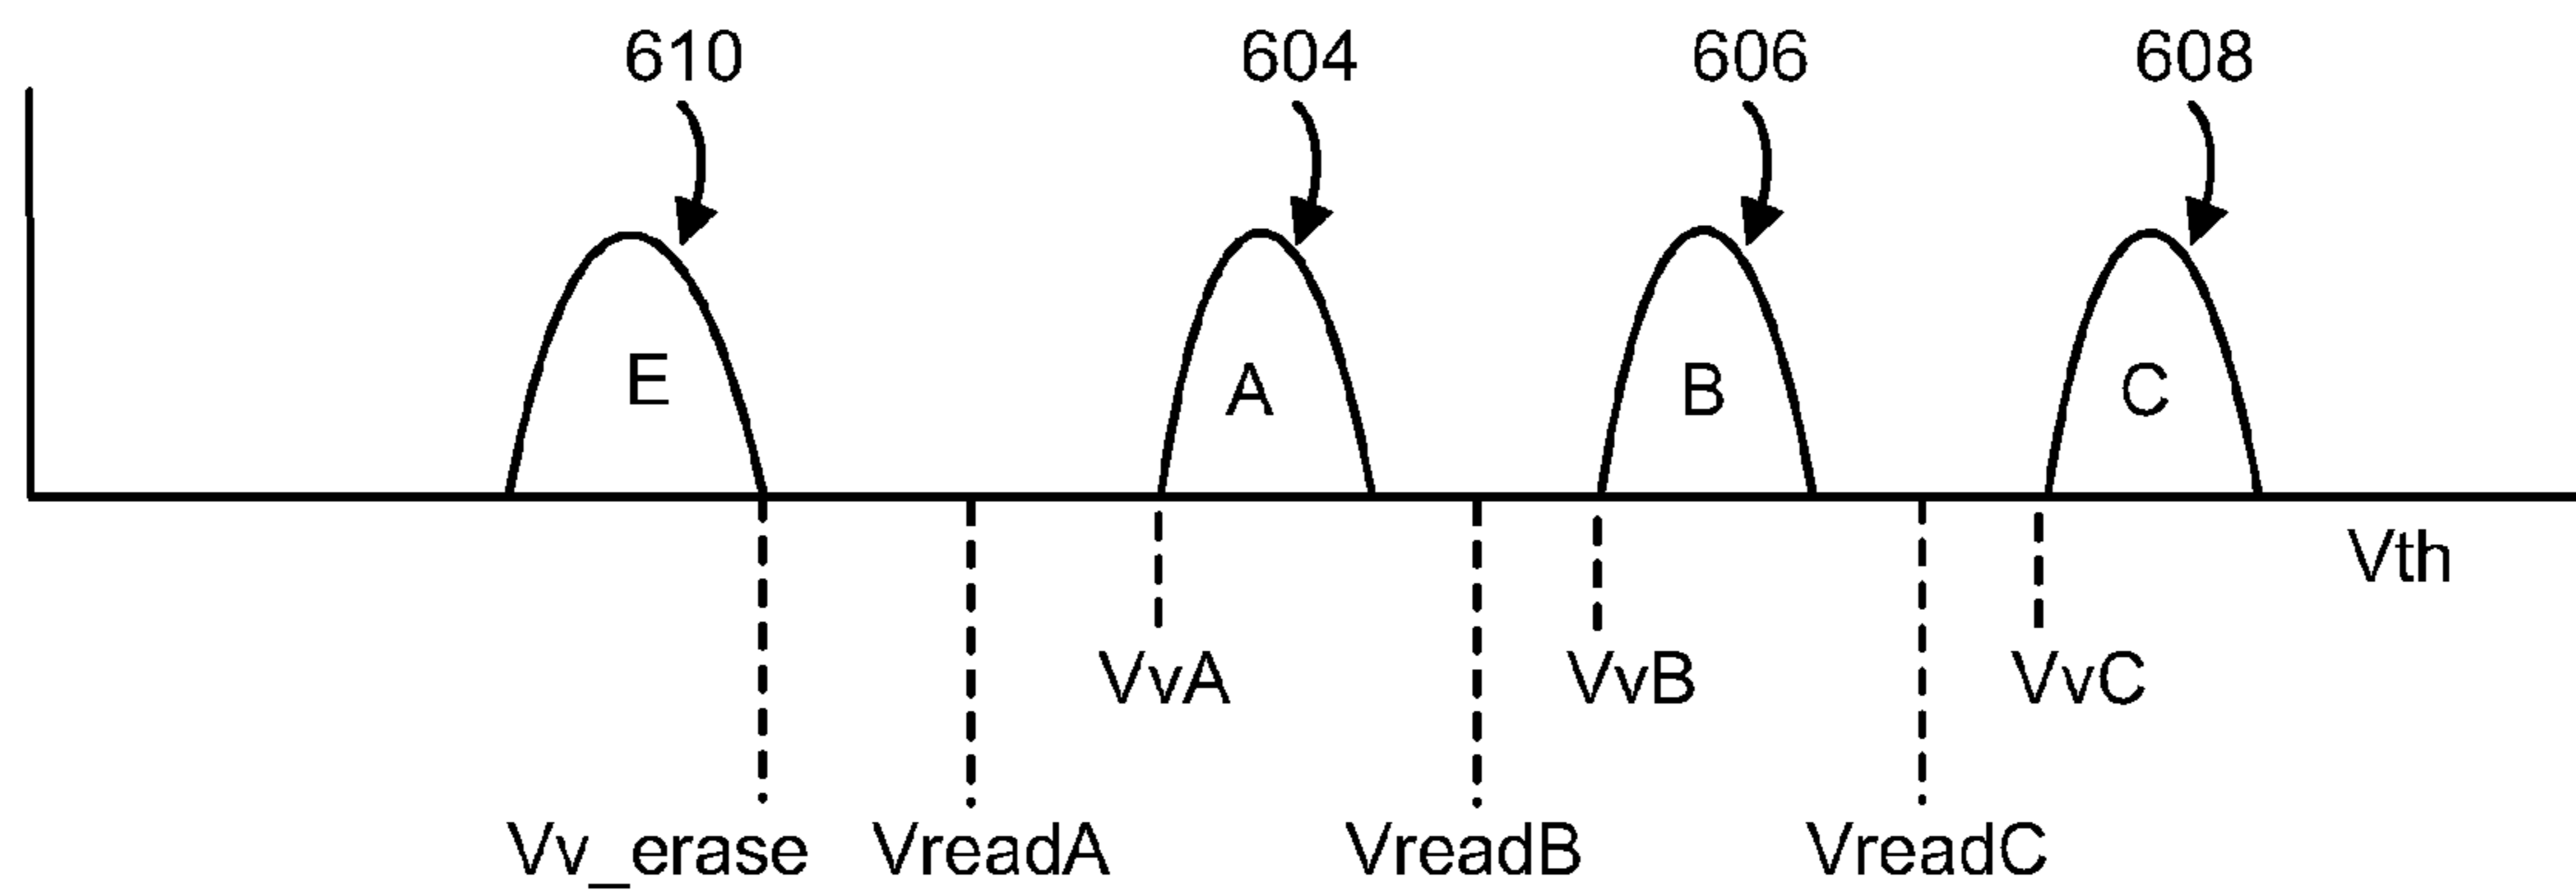 610 604 606 608
E A B C
Vth
VvA VvB VvC
Vv_erase VreadA VreadB VreadC